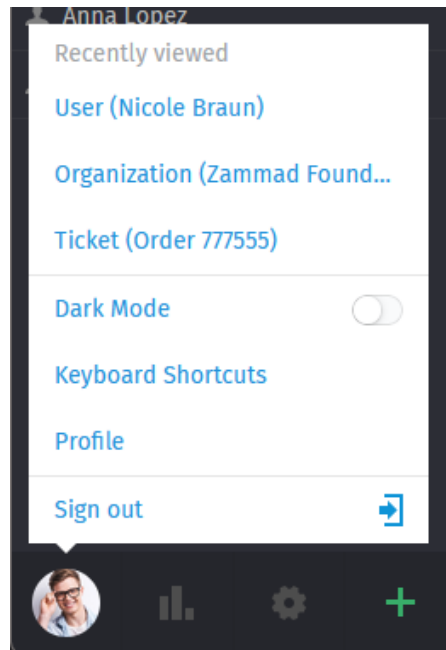 Anna Lopez
Recently viewed
User (Nicole Braun)
Organization (Zammad Found...
Ticket (Order 777555)
Dark Mode
Keyboard Shortcuts
Profile
Sign out